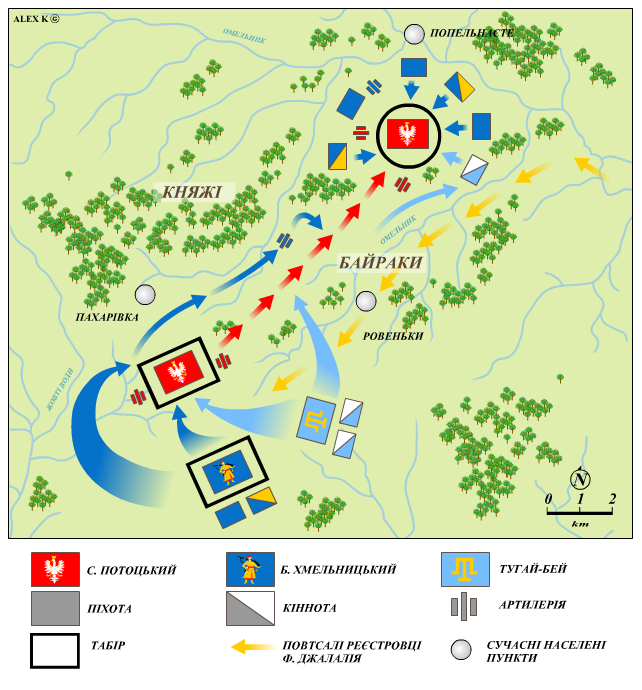 ALEX K ©
ОМЕЛЬНИК
ПОПЕЛЬНАСТЕ
КНЯЖІ
ОМЕЛЬНИК
БАЙРАКИ
ПАХАРІВКА
РОВЕНЬКИ
ЖОВТІ ВОДИ
N
0 1 2
km
С. ПОТОЦЬКИЙ
Б. ХМЕЛЬНИЦЬКИЙ
ТУГАЙ-БЕЙ
ПІХОТА
КІННОТА
АРТИЛЕРІЯ
ТАБІР
ПОВТСАЛІ РЕЄСТРОВЦІ
Ф. ДЖАЛАЛІЯ
СУЧАСНІ НАСЕЛЕНІ
ПУНКТИ